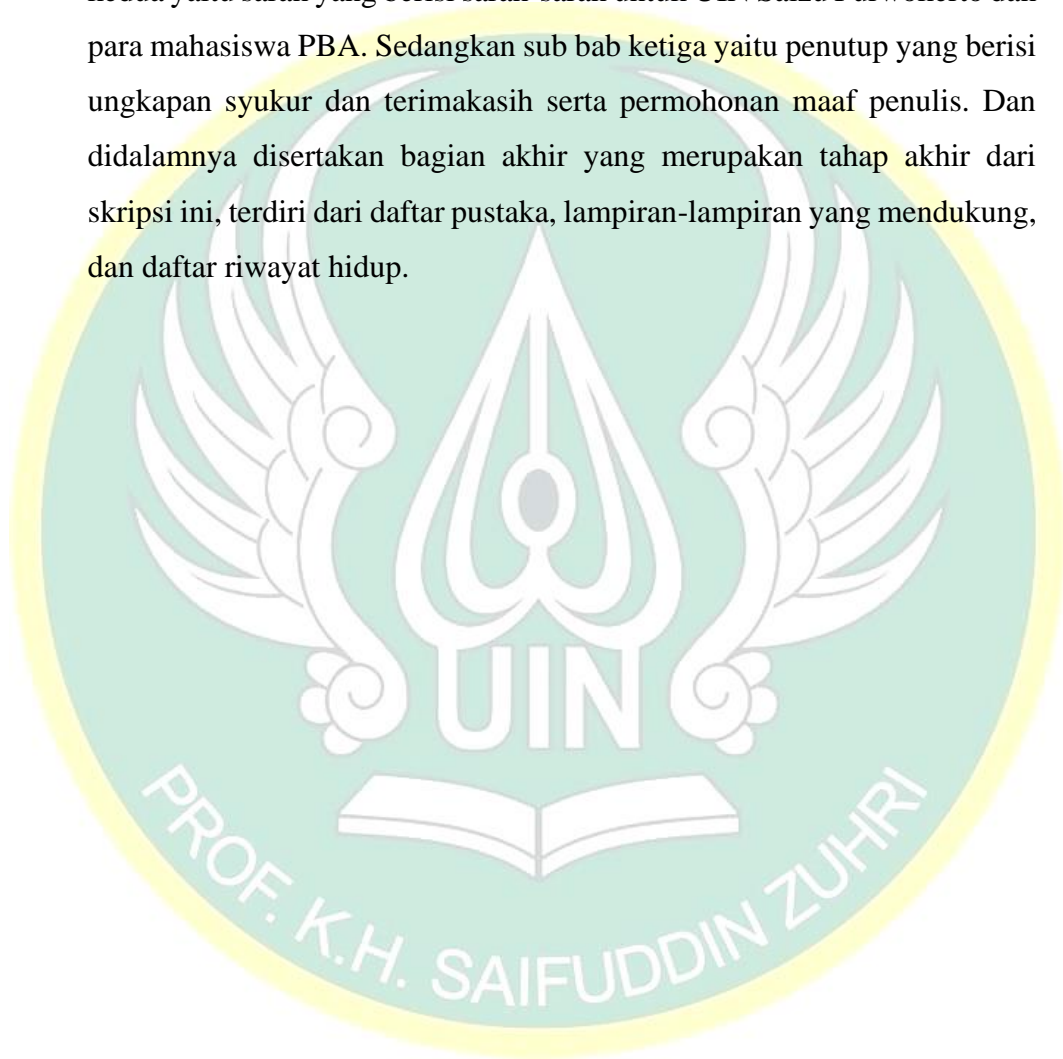 kedua yaitu saran yang berisi saran-saran untuk UIN Saizu Purwokerto dan
para mahasiswa PBA. Sedangkan sub bab ketiga yaitu penutup yang berisi
ungkapan syukur dan terimakasih serta permohonan maaf penulis. Dan
didalamnya disertakan bagian akhir yang merupakan tahap akhir dari
skripsi ini, terdiri dari daftar pustaka, lampiran-lampiran yang mendukung,
dan daftar riwayat hidup.
UIN
PROF. K.H. SAIFUDDIN ZUHRI